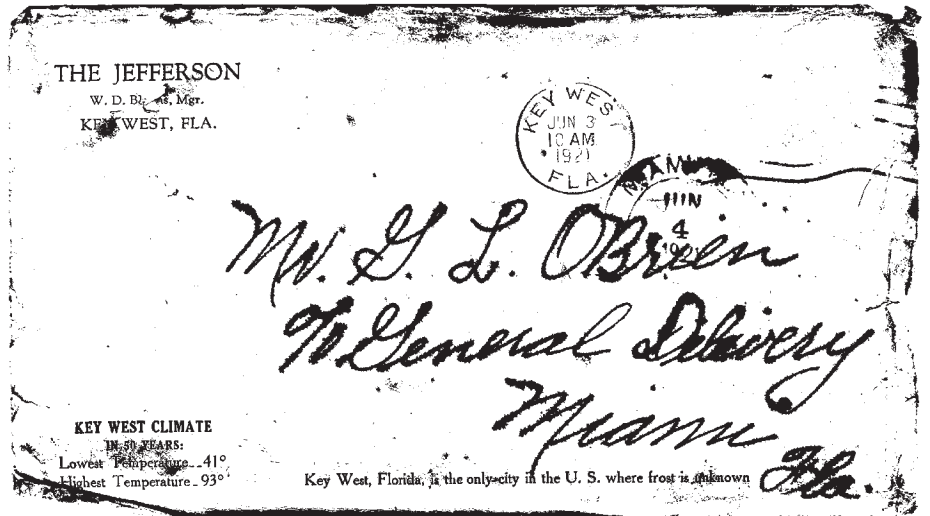 THE JEFFERSON
W. D. Mgr.
KEY WEST, FLA.
KEY WEST
JUN 3
10 AM
1921
FLA.
MIAMI
JUN
4
Mr. G. L. O'Brien
℅ General Delivery
Miami
Fla.
KEY WEST CLIMATE
IN 50 YEARS:
Lowest Temperature 41°
Highest Temperature 93°
Key West, Florida, is the only city in the U. S. where frost is unknown